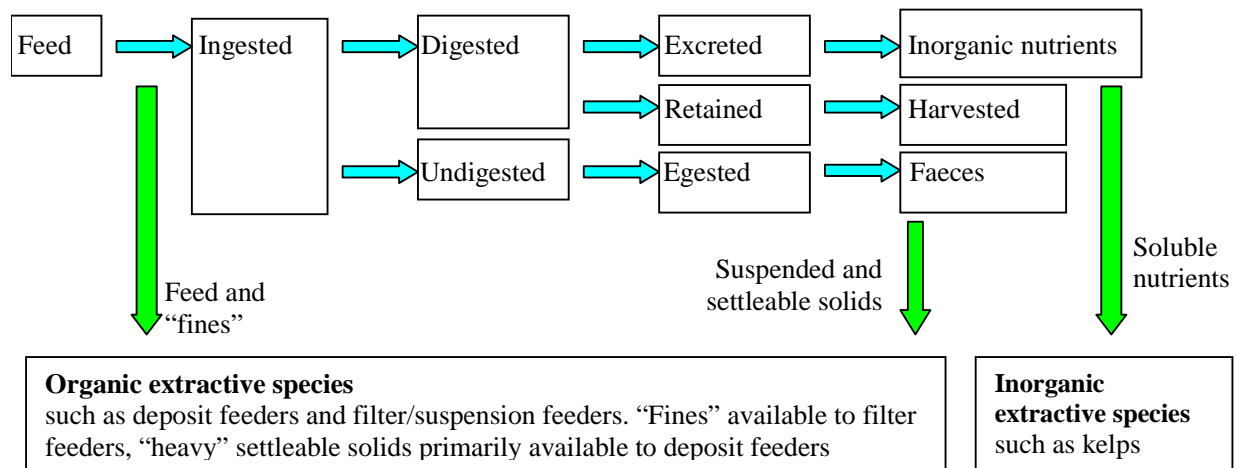 Feed
Ingested
Digested
Excreted
Inorganic nutrients
Retained
Harvested
Undigested
Egested
Faeces
Feed and
“fines”
Suspended and
settleable solids
Soluble
nutrients
Organic extractive species
such as deposit feeders and filter/suspension feeders. “Fines” available to filter
feeders, “heavy” settleable solids primarily available to deposit feeders
Inorganic
extractive species
such as kelps